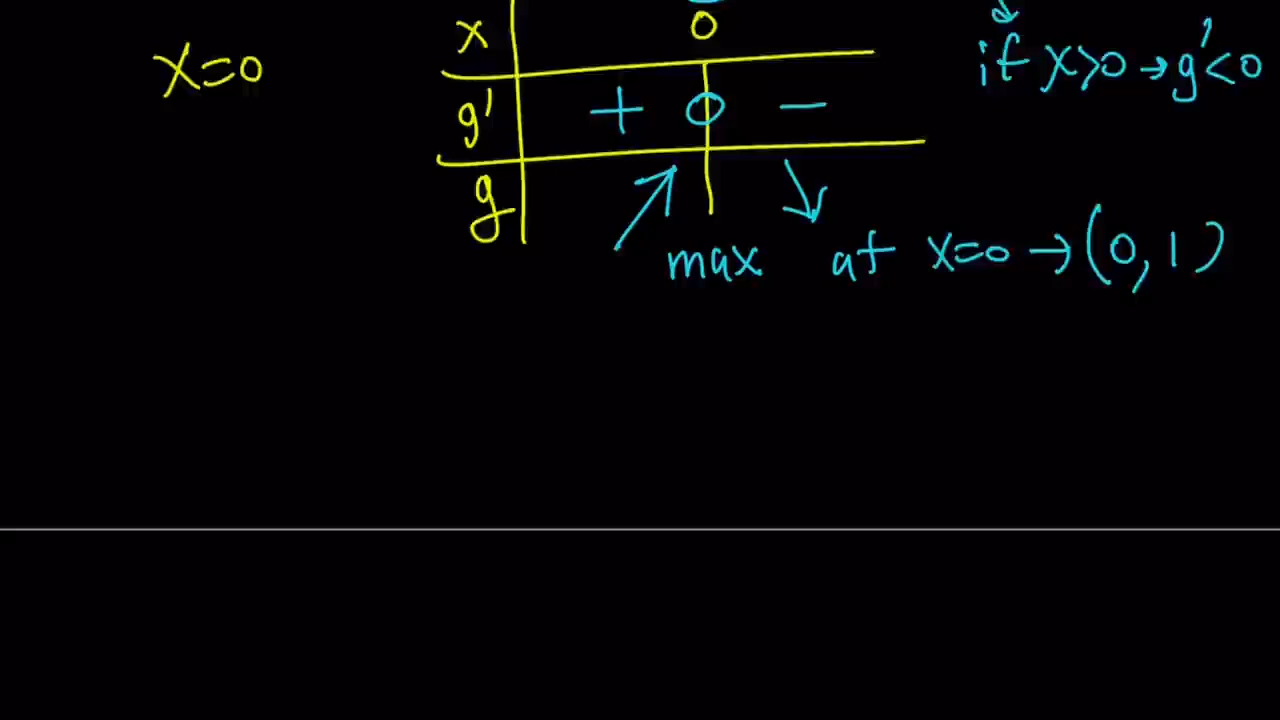 x 0
x=0
if x>0→g'<0
g' + 0 −
g ↗ ↘
max at x=0→(0,1)